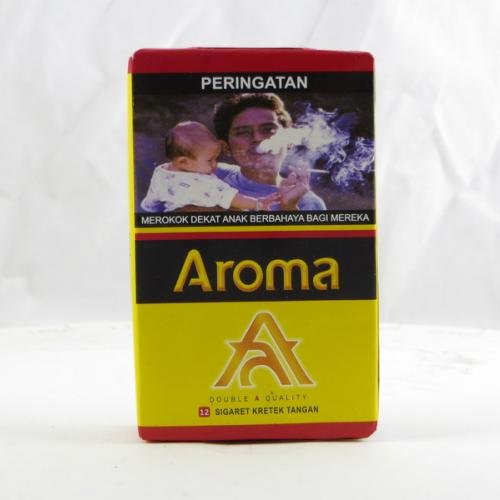 PERINGATAN
MEROKOK DEKAT ANAK BERBAHAYA BAGI MEREKA
Aroma
DOUBLE A QUALITY
12 SIGARET KRETEK TANGAN